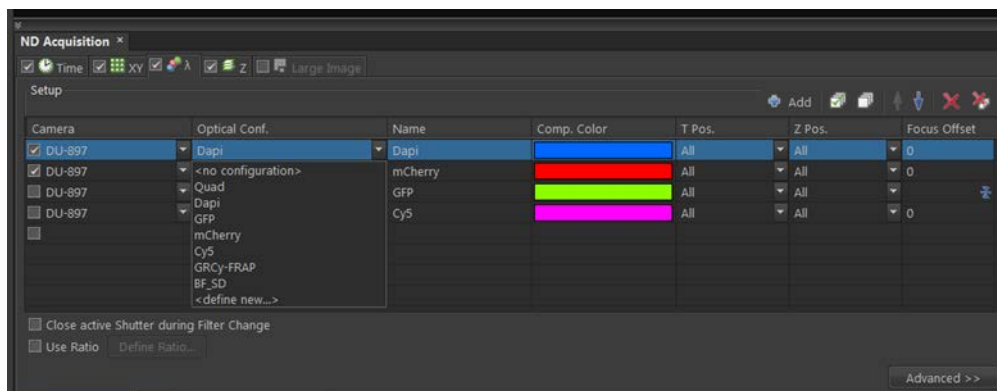 ND Acquisition ×
Time XY λ Z Large Image
Setup
Add
Camera Optical Conf. Name Comp. Color T Pos. Z Pos. Focus Offset
DU-897 Dapi Dapi All All 0
DU-897 <no configuration> mCherry All All 0
DU-897 Quad GFP All All
Dapi
DU-897 GFP Cy5 All All 0
mCherry
Cy5
GRCy-FRAP
BF_SD
<define new...>
Close active Shutter during Filter Change
Use Ratio Define Ratio...
Advanced >>